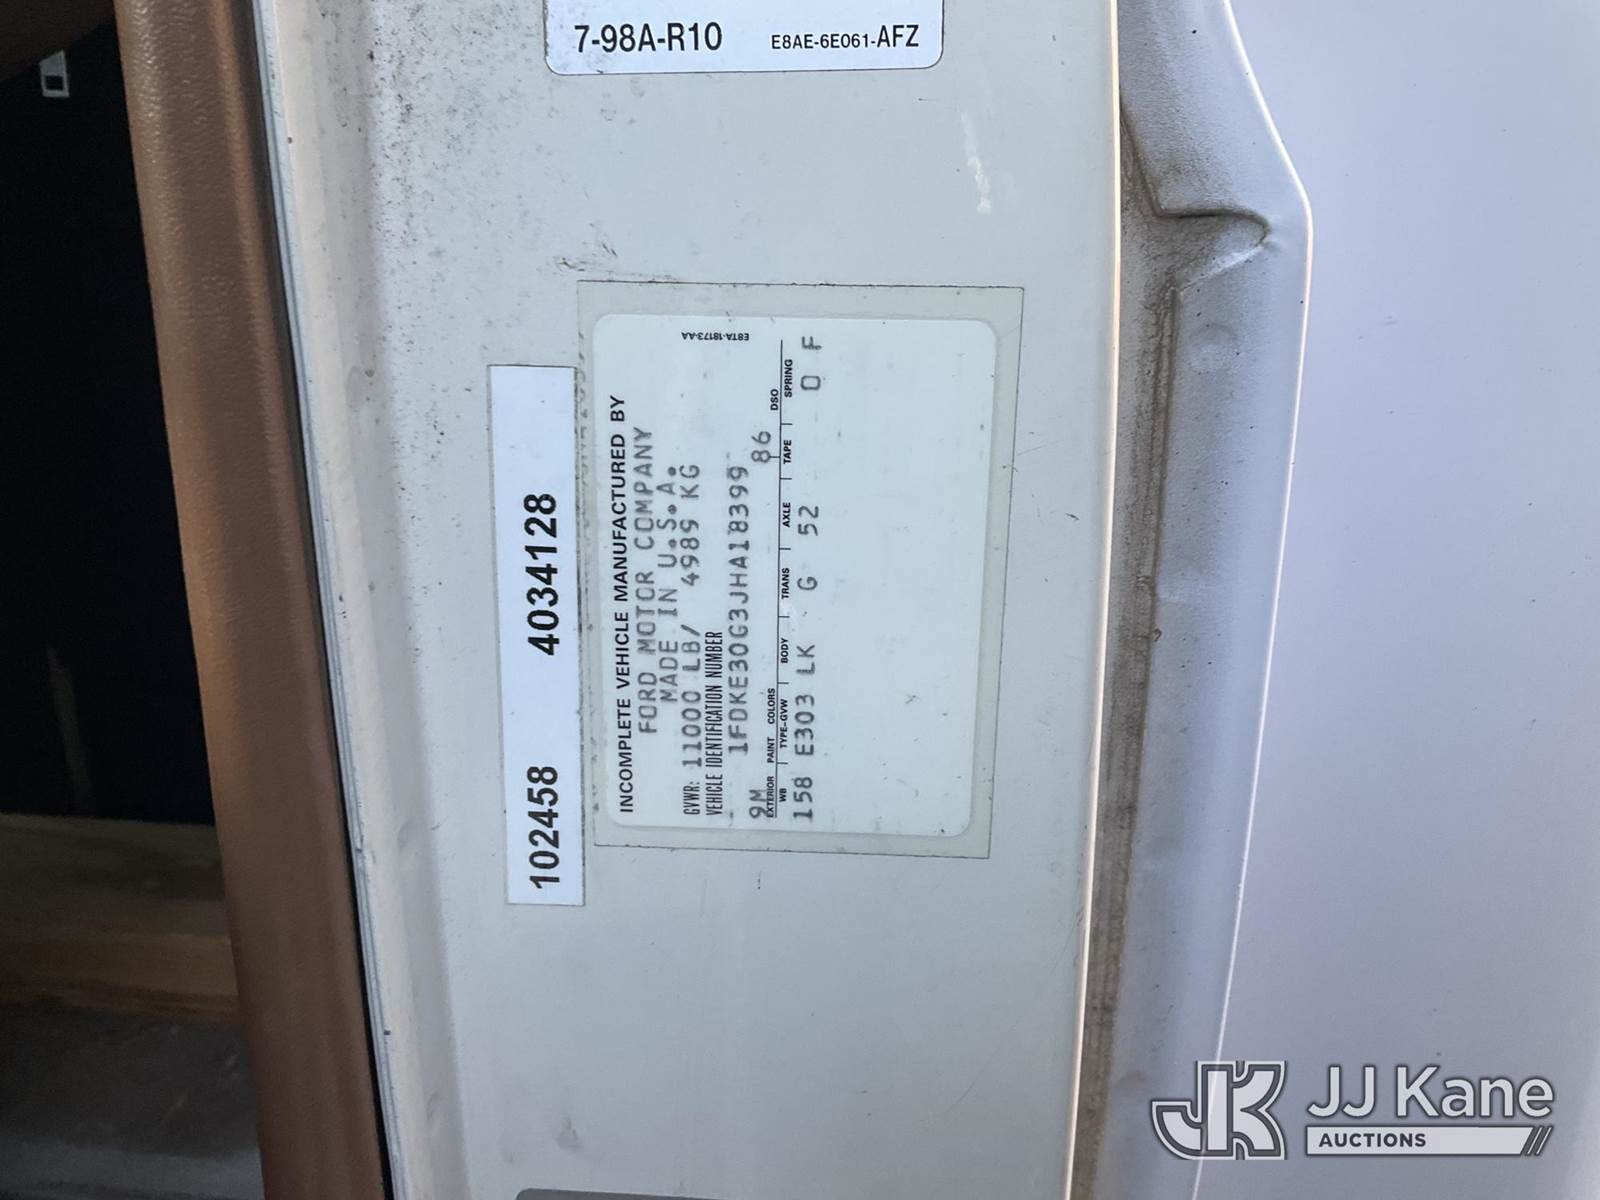 7-98A-R10 E8AE-6E061-AFZ
102458 4034128
INCOMPLETE VEHICLE MANUFACTURED BY
FORD MOTOR COMPANY
MADE IN U.S.A.
GVWR: 11000 LB/ 4989 KG
VEHICLE IDENTIFICATION NUMBER
1FDKE30G3JHA18399
9M 86
EXTERIOR PAINT COLORS DSO
WB TYPE-GVW BODY TRANS AXLE TAPE SPRING
158 E303 LK G 52 O F
E8TA-18173-AA
JK JJ Kane
AUCTIONS